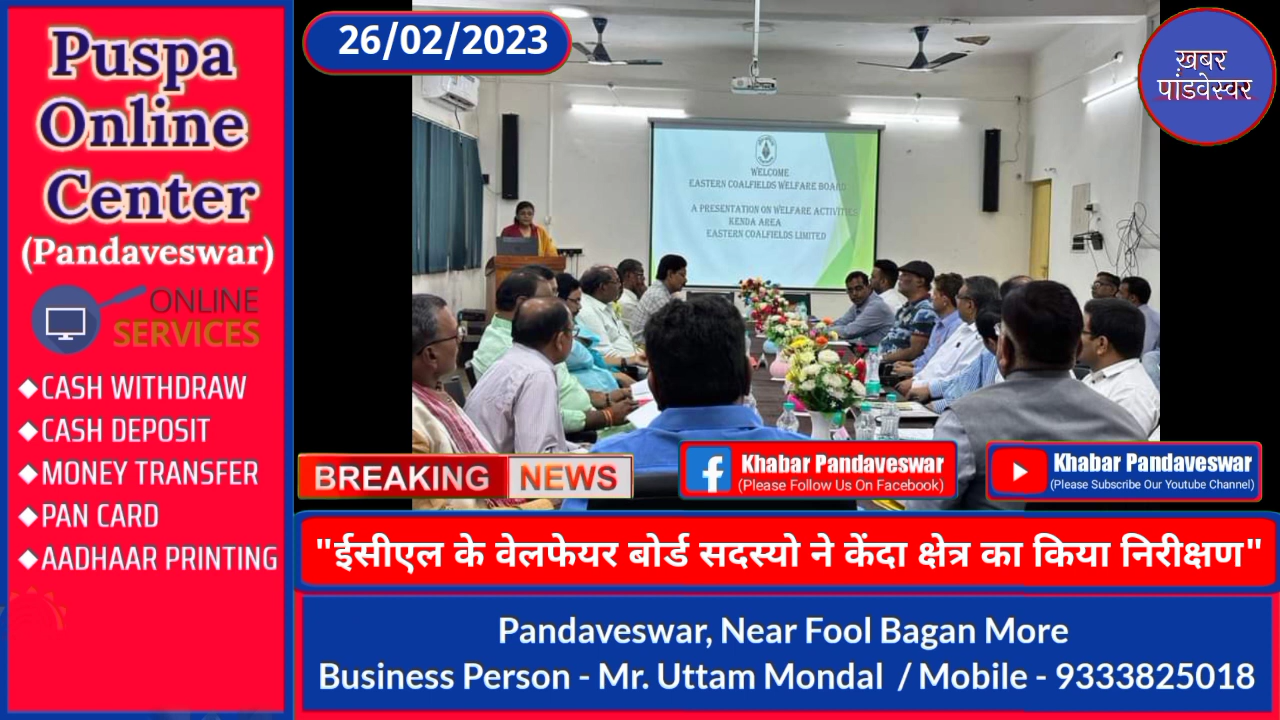 Puspa
Online
Center
(Pandaveswar)
ONLINE
SERVICES
◆CASH WITHDRAW
◆CASH DEPOSIT
◆MONEY TRANSFER
◆PAN CARD
◆AADHAAR PRINTING
26/02/2023
ख़बर
पांडवेस्वर
WELCOME
EASTERN COALFIELDS WELFARE BOARD
A PRESENTATION ON WELFARE ACTIVITIES
KENDA AREA
EASTERN COALFIELDS LIMITED
BREAKING NEWS
Khabar Pandaveswar
(Please Follow Us On Facebook)
Khabar Pandaveswar
(Please Subscribe Our Youtube Channel)
"ईसीएल के वेलफेयर बोर्ड सदस्यो ने केंदा क्षेत्र का किया निरीक्षण"
Pandaveswar, Near Fool Bagan More
Business Person - Mr. Uttam Mondal / Mobile - 9333825018